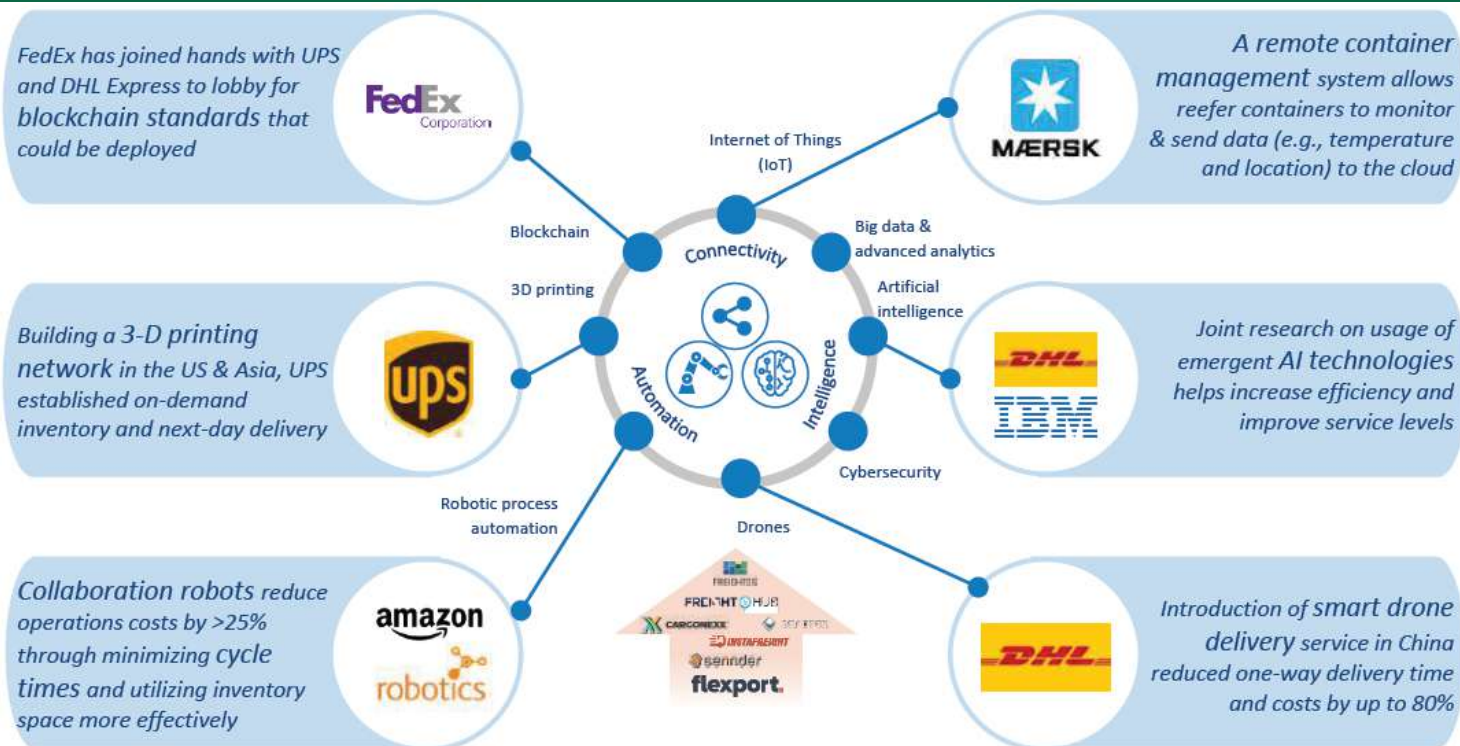 FedEx has joined hands with UPS
and DHL Express to lobby for
blockchain standards that
could be deployed
FedEx
Corporation
MÆRSK
A remote container
management system allows
reefer containers to monitor
& send data (e.g., temperature
and location) to the cloud
Internet of Things
(IoT)
Blockchain
Big data &
advanced analytics
Connectivity
3D printing
Artificial
intelligence
Building a 3-D printing
network in the US & Asia, UPS
established on-demand
inventory and next-day delivery
ups
Automation
Intelligence
DHL
IBM
Joint research on usage of
emergent AI technologies
helps increase efficiency and
improve service levels
Cybersecurity
Robotic process
automation
Drones
Collaboration robots reduce
operations costs by >25%
through minimizing cycle
times and utilizing inventory
space more effectively
amazon
robotics
FREIGHTOS
FREIGHT HUB
CARGONEXX
INSTAFREIGHT
sennder
flexport.
DHL
Introduction of smart drone
delivery service in China
reduced one-way delivery time
and costs by up to 80%